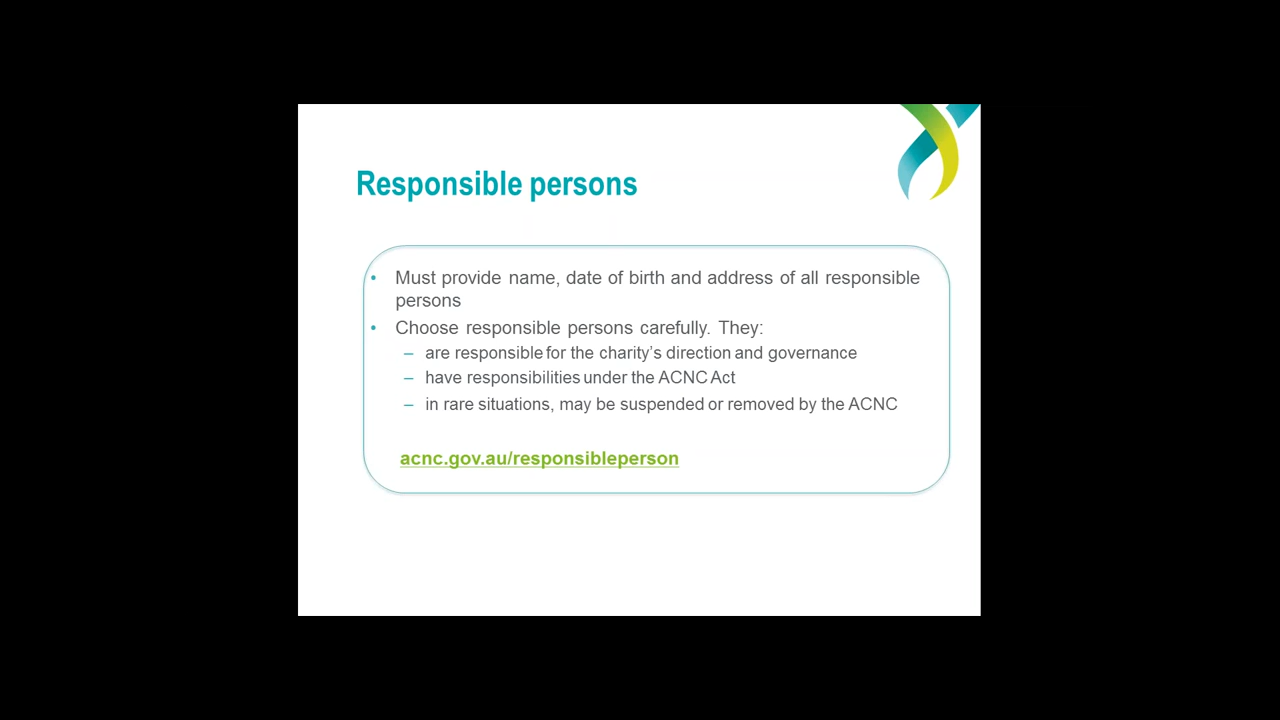 Responsible persons
• Must provide name, date of birth and address of all responsible
persons
• Choose responsible persons carefully. They:
– are responsible for the charity's direction and governance
– have responsibilities under the ACNC Act
– in rare situations, may be suspended or removed by the ACNC
acnc.gov.au/responsibleperson